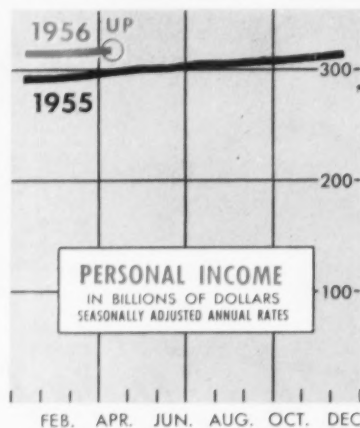 1956 UP
1955
300
200
PERSONAL INCOME
IN BILLIONS OF DOLLARS
SEASONALLY ADJUSTED ANNUAL RATES
100
FEB. APR. JUN. AUG. OCT. DEC